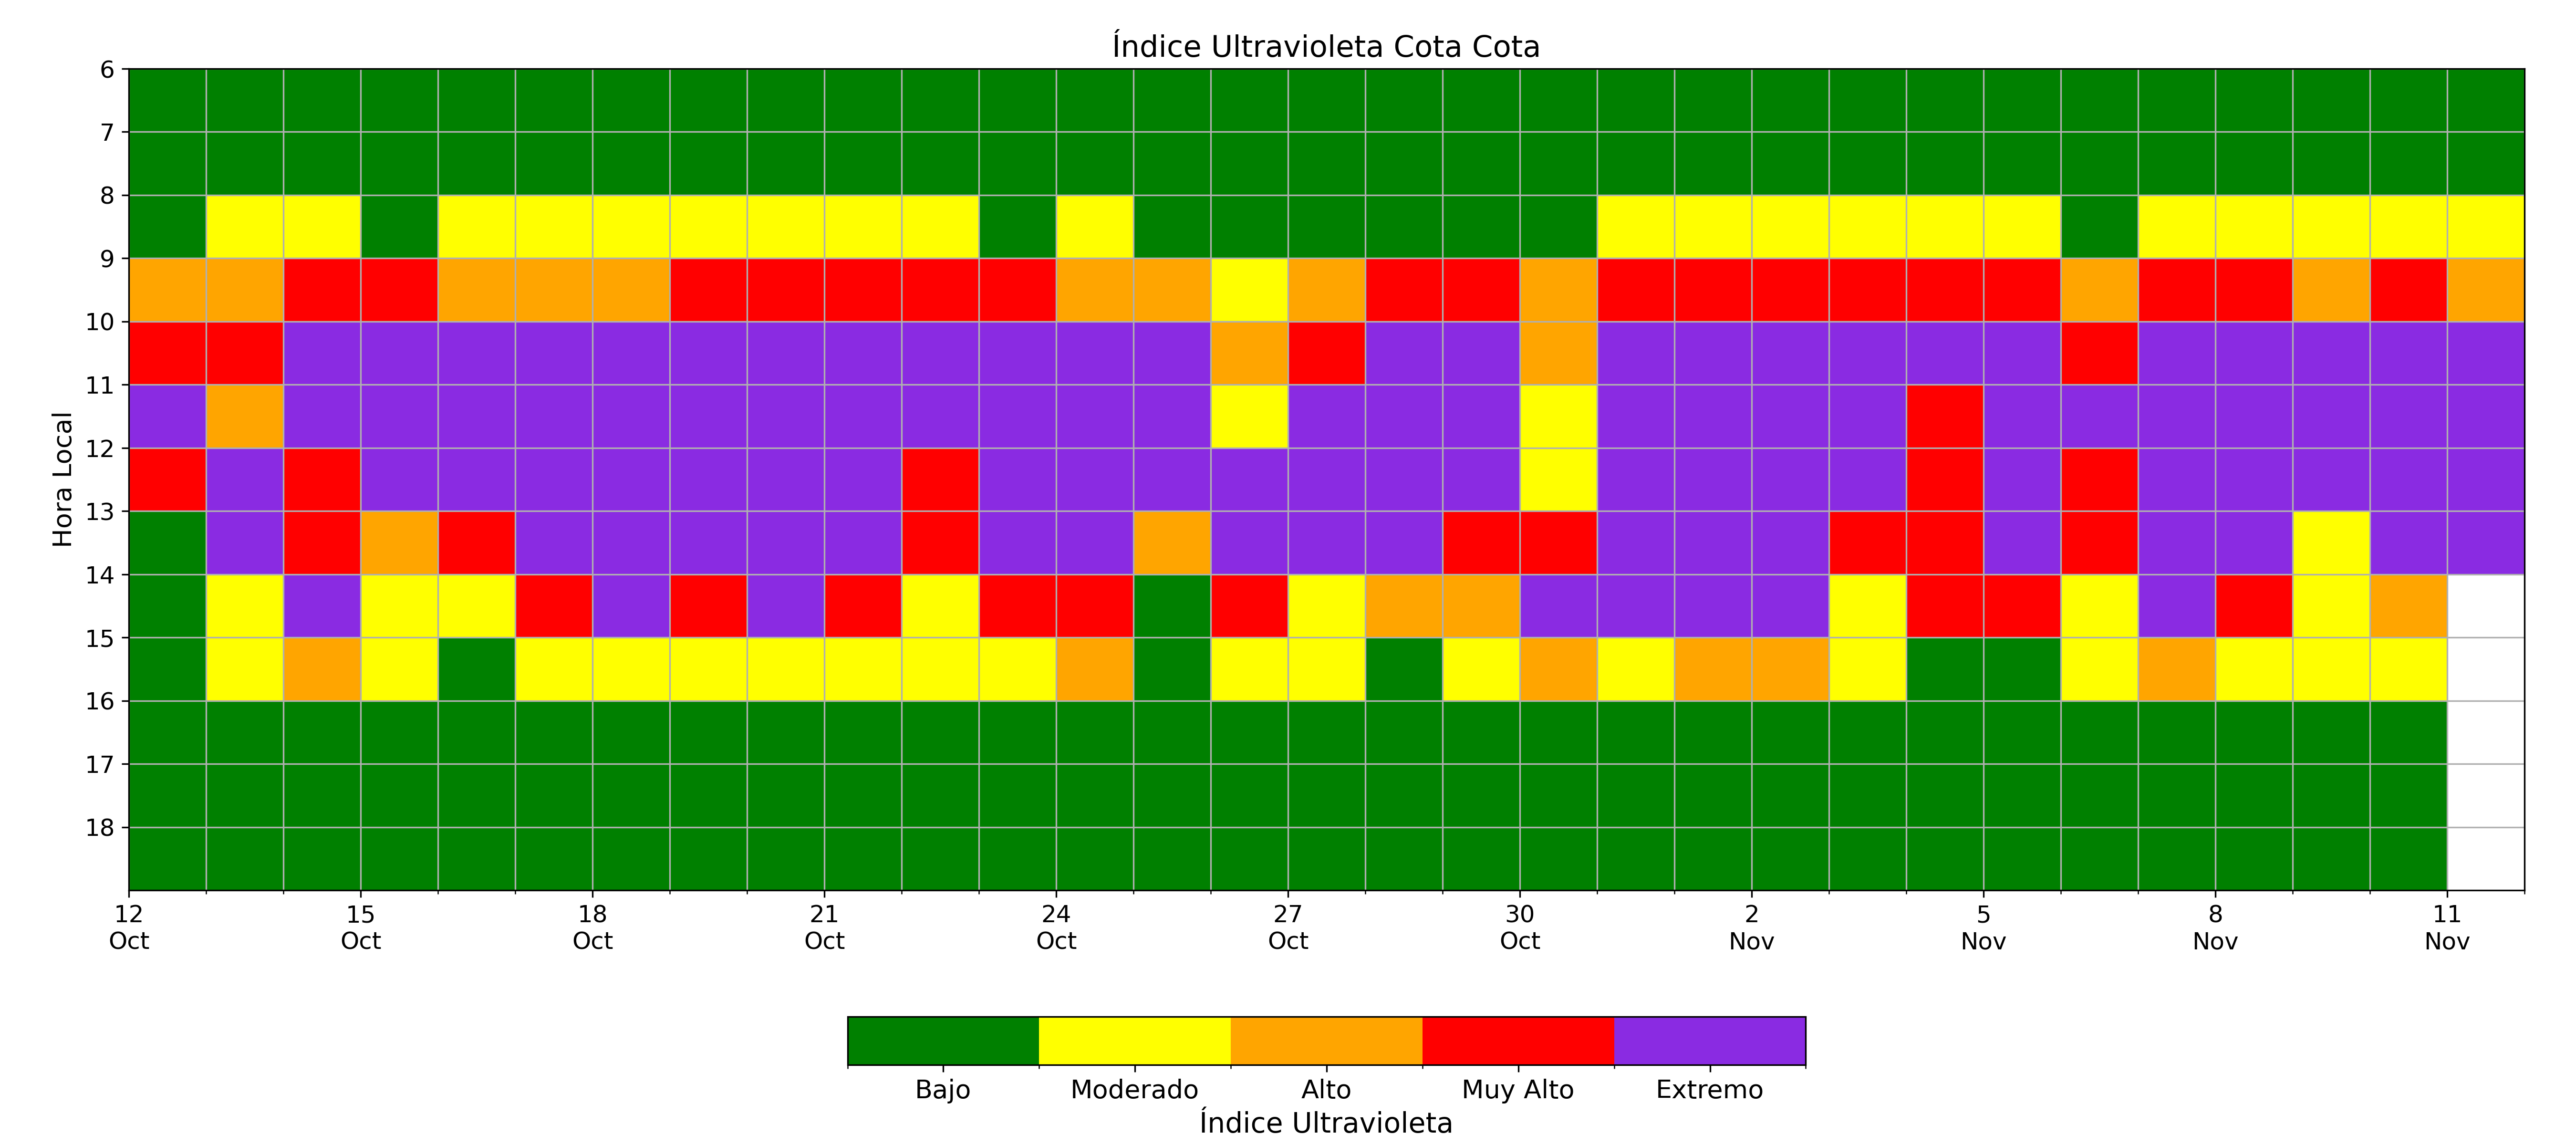 Índice Ultravioleta Cota Cota
Hora Local
6
7
8
9
10
11
12
13
14
15
16
17
18
12 15 18 21 24 27 30 2 5 8 11
Oct Oct Oct Oct Oct Oct Oct Nov Nov Nov Nov
Bajo Moderado Alto Muy Alto Extremo
Índice Ultravioleta